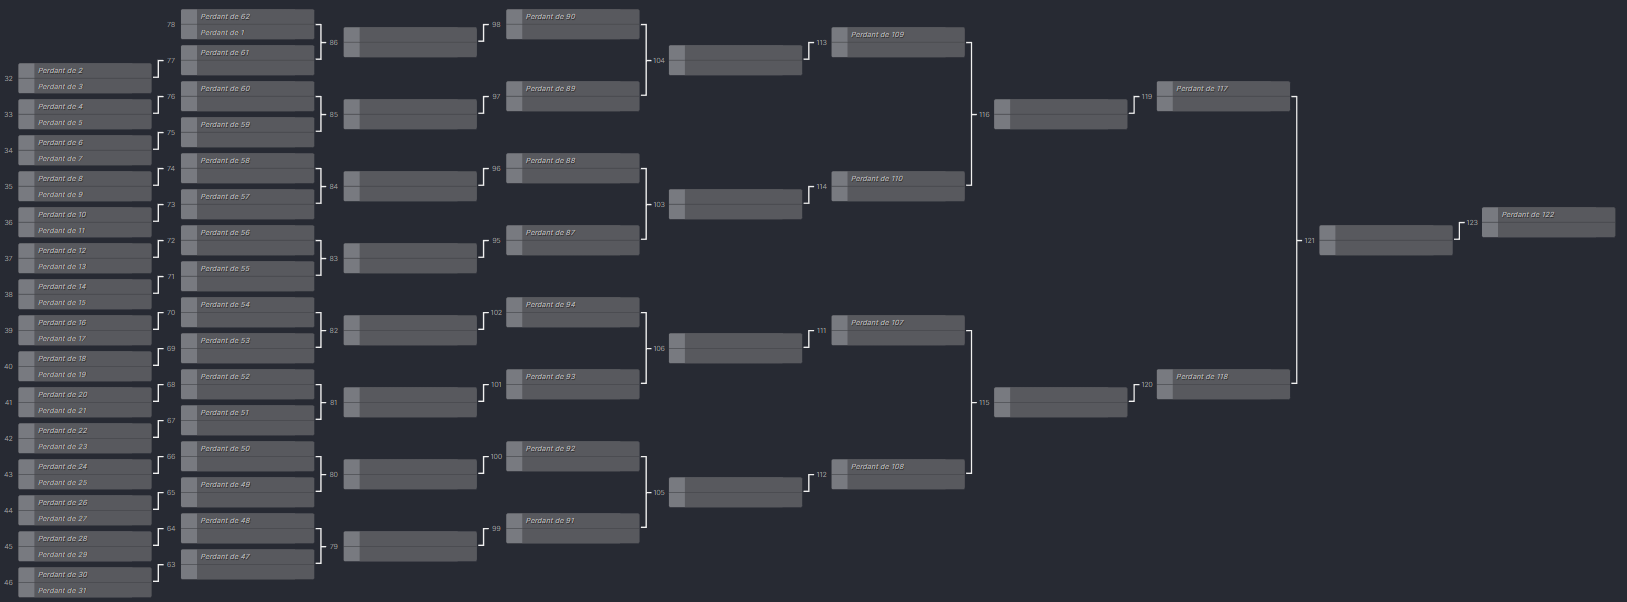 32
Perdant de 2
Perdant de 3
33
Perdant de 4
Perdant de 5
34
Perdant de 6
Perdant de 7
35
Perdant de 8
Perdant de 9
36
Perdant de 10
Perdant de 11
37
Perdant de 12
Perdant de 13
38
Perdant de 14
Perdant de 15
39
Perdant de 16
Perdant de 17
40
Perdant de 18
Perdant de 19
41
Perdant de 20
Perdant de 21
42
Perdant de 22
Perdant de 23
43
Perdant de 24
Perdant de 25
44
Perdant de 26
Perdant de 27
45
Perdant de 28
Perdant de 29
46
Perdant de 30
Perdant de 31
78
Perdant de 62
Perdant de 1
77
Perdant de 61
76
Perdant de 60
75
Perdant de 59
74
Perdant de 58
73
Perdant de 57
72
Perdant de 56
71
Perdant de 55
70
Perdant de 54
69
Perdant de 53
68
Perdant de 52
67
Perdant de 51
66
Perdant de 50
65
Perdant de 49
64
Perdant de 48
63
Perdant de 47
86
85
84
83
82
81
80
79
98
Perdant de 90
97
Perdant de 89
96
Perdant de 88
95
Perdant de 87
102
Perdant de 94
101
Perdant de 93
100
Perdant de 92
99
Perdant de 91
104
103
106
105
113
Perdant de 109
114
Perdant de 110
111
Perdant de 107
112
Perdant de 108
116
115
119
Perdant de 117
120
Perdant de 118
121
123
Perdant de 122